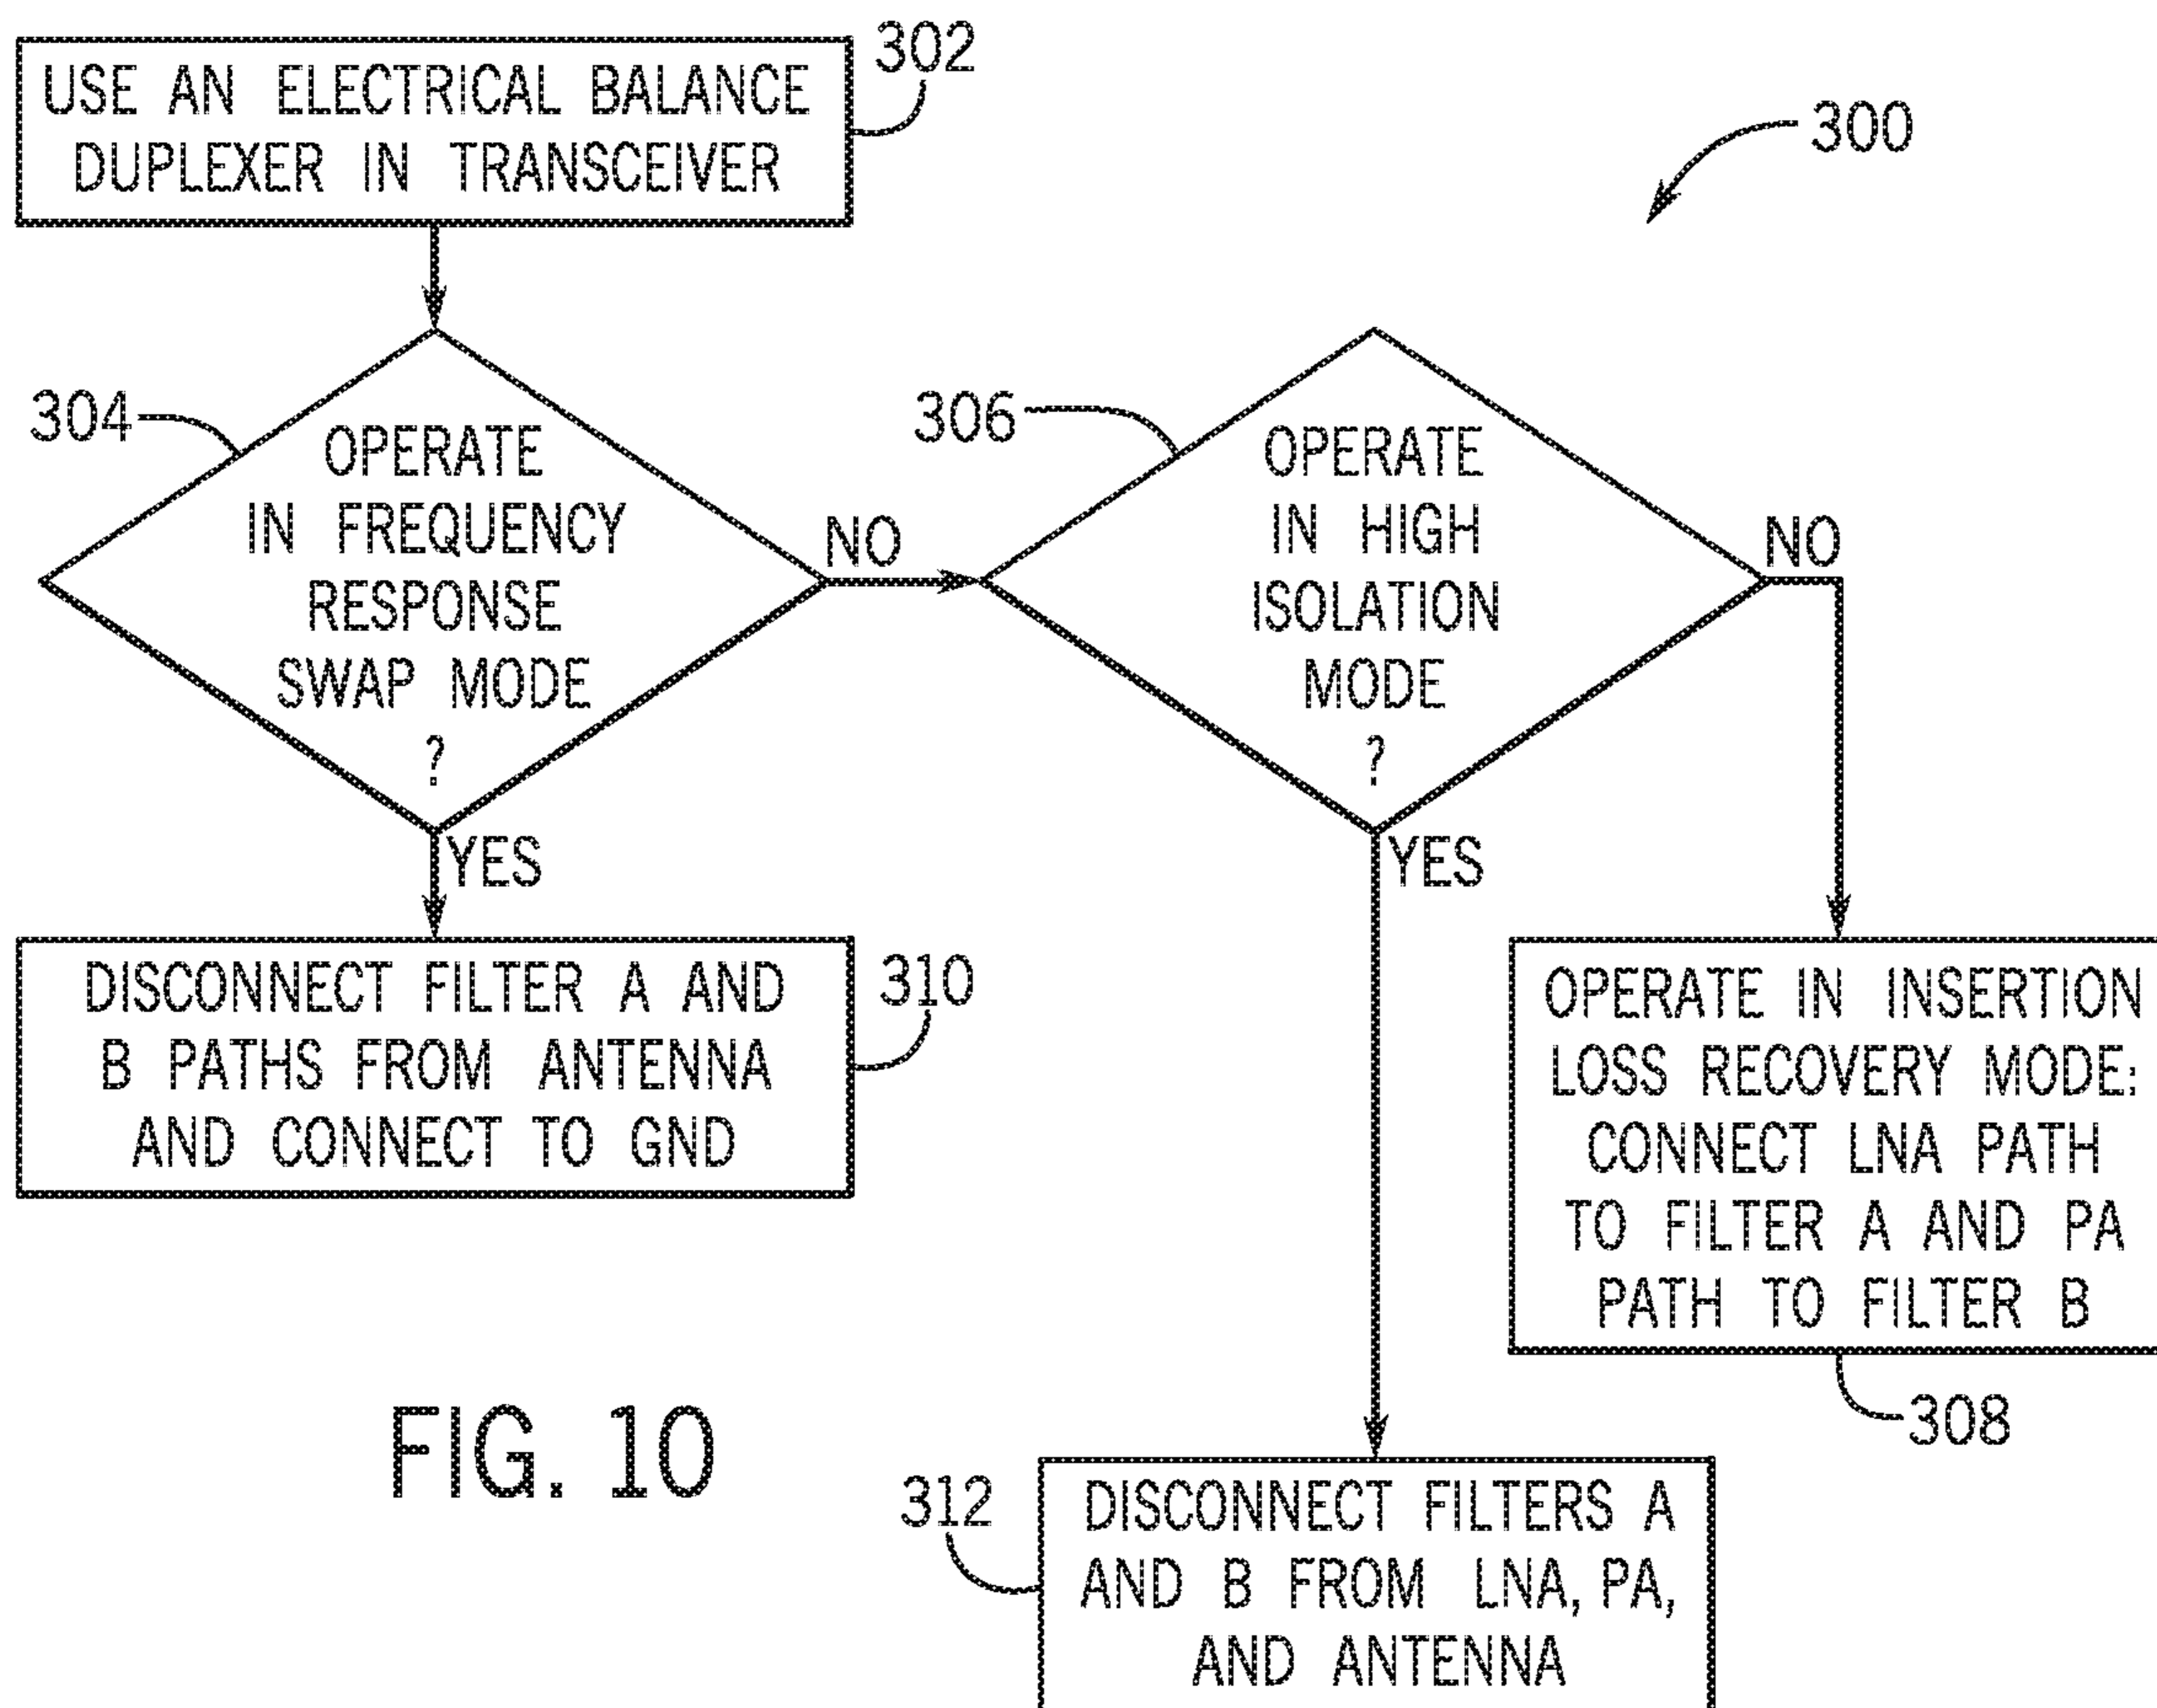 USE AN ELECTRICAL BALANCE
DUPLEXER IN TRANSCEIVER
302
300
304
OPERATE
IN FREQUENCY
RESPONSE
SWAP MODE
?
NO
YES
306
OPERATE
IN HIGH
ISOLATION
MODE
?
NO
YES
DISCONNECT FILTER A AND
B PATHS FROM ANTENNA
AND CONNECT TO GND
310
OPERATE IN INSERTION
LOSS RECOVERY MODE:
CONNECT LNA PATH
TO FILTER A AND PA
PATH TO FILTER B
308
FIG. 10
312
DISCONNECT FILTERS A
AND B FROM LNA, PA,
AND ANTENNA